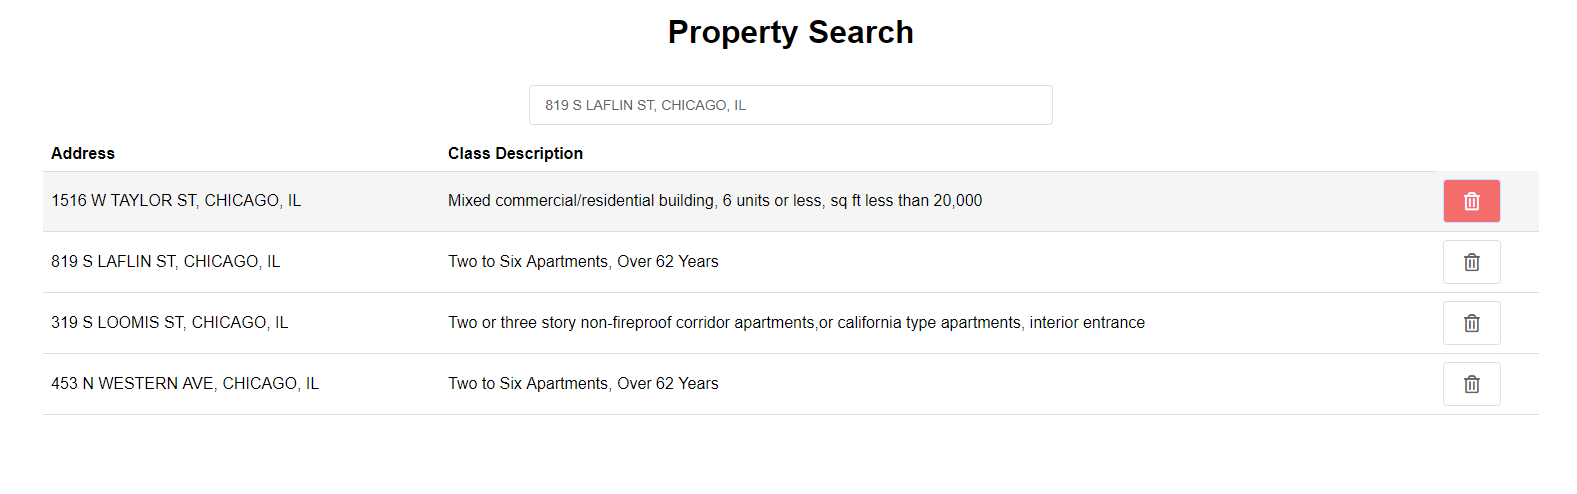 Property Search
819 S LAFLIN ST, CHICAGO, IL
Address Class Description
1516 W TAYLOR ST, CHICAGO, IL Mixed commercial/residential building, 6 units or less, sq ft less than 20,000
819 S LAFLIN ST, CHICAGO, IL Two to Six Apartments, Over 62 Years
319 S LOOMIS ST, CHICAGO, IL Two or three story non-fireproof corridor apartments,or california type apartments, interior entrance
453 N WESTERN AVE, CHICAGO, IL Two to Six Apartments, Over 62 Years